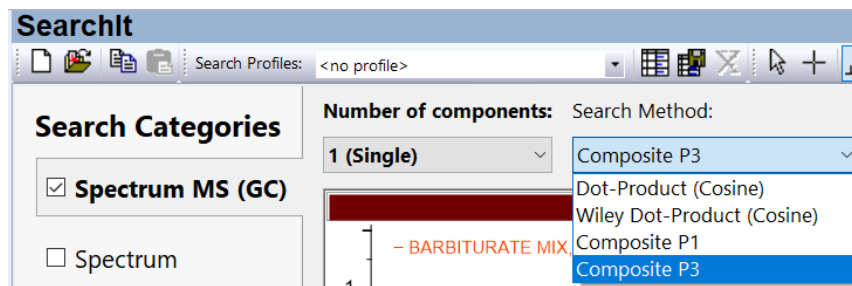 SearchIt
Search Profiles: <no profile>
Search Categories
Number of components: Search Method:
1 (Single) Composite P3
Spectrum MS (GC)
Dot-Product (Cosine)
Wiley Dot-Product (Cosine)
Composite P1
Composite P3
– BARBITURATE MIX,
Spectrum